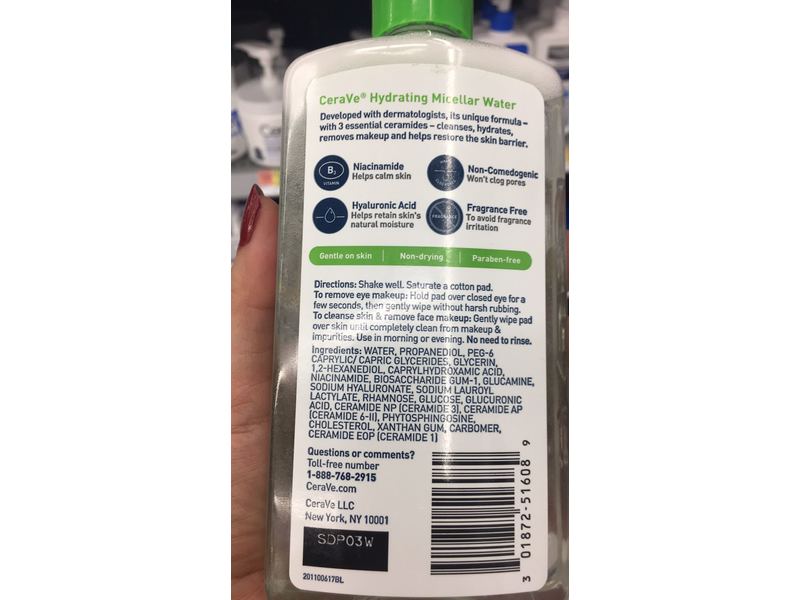 CeraVe® Hydrating Micellar Water
Developed with dermatologists, its unique formula –
with 3 essential ceramides – cleanses, hydrates,
removes makeup and helps restore the skin barrier.
B3
VITAMIN
Niacinamide
Helps calm skin
Non-Comedogenic
Won't clog pores
Hyaluronic Acid
Helps retain skin's
natural moisture
FRAGRANCE
Fragrance Free
To avoid fragrance
irritation
Gentle on skin | Non-drying | Paraben-free
Directions: Shake well. Saturate a cotton pad.
To remove eye makeup: Hold pad over closed eye for a
few seconds, then gently wipe without harsh rubbing.
To cleanse skin & remove face makeup: Gently wipe pad
over skin until completely clean from makeup &
impurities. Use in morning or evening. No need to rinse.
Ingredients: WATER, PROPANEDIOL, PEG-6
CAPRYLIC/ CAPRIC GLYCERIDES, GLYCERIN,
1,2-HEXANEDIOL, CAPRYLHYDROXAMIC ACID,
NIACINAMIDE, BIOSACCHARIDE GUM-1, GLUCAMINE,
SODIUM HYALURONATE, SODIUM LAUROYL
LACTYLATE, RHAMNOSE, GLUCOSE, GLUCURONIC
ACID, CERAMIDE NP (CERAMIDE 3), CERAMIDE AP
(CERAMIDE 6-II), PHYTOSPHINGOSINE,
CHOLESTEROL, XANTHAN GUM, CARBOMER,
CERAMIDE EOP (CERAMIDE 1)
Questions or comments?
Toll-free number
1-888-768-2915
CeraVe.com
CeraVe LLC
New York, NY 10001
SDP03W
201100617BL
3 01872-51608 9